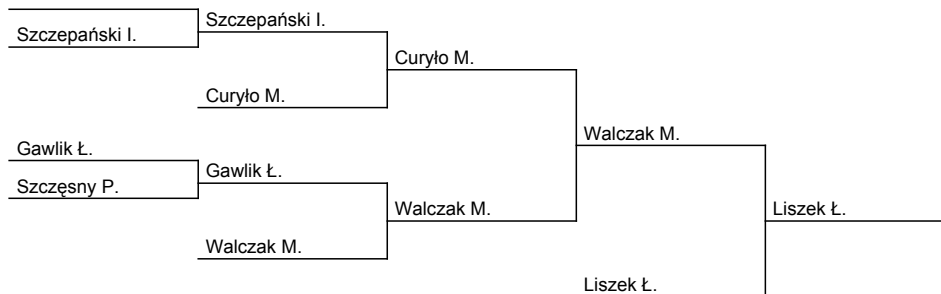 Szczepański I.
Szczepański I.
Curyło M.
Curyło M.
Walczak M.
Gawlik Ł.
Gawlik Ł.
Szczęsny P.
Walczak M.
Liszek Ł.
Walczak M.
Liszek Ł.